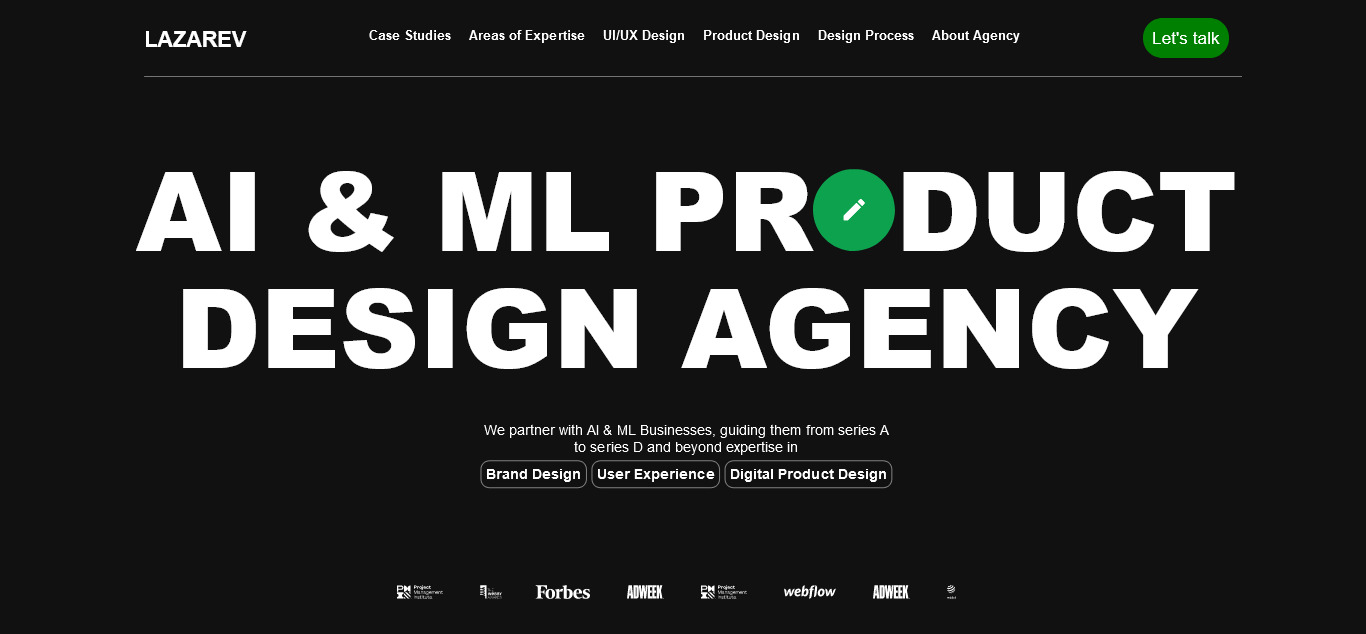 LAZAREV
Case Studies Areas of Expertise UI/UX Design Product Design Design Process About Agency
Let's talk
AI & ML PR DUCT
DESIGN AGENCY
We partner with AI & ML Businesses, guiding them from series A
to series D and beyond expertise in
Brand Design User Experience Digital Product Design
Project
Management
Institute.
Forbes
ADWEEK
Project
Management
Institute.
webflow
ADWEEK